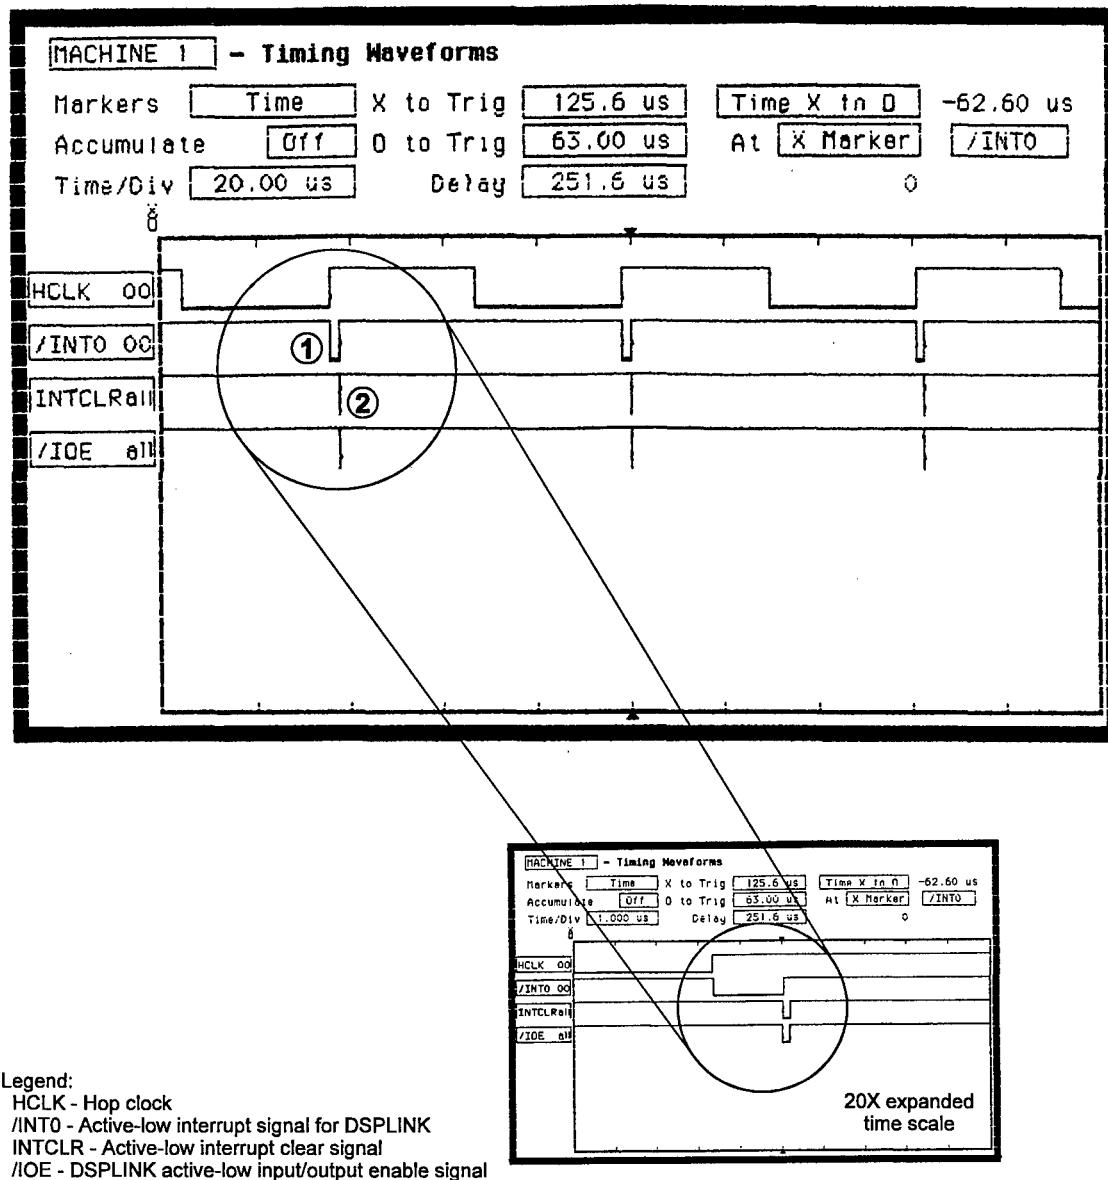 MACHINE 1 - Timing Waveforms
Markers Time X to Trig 125.6 us Time X to O -62.60 us
Accumulate Off O to Trig 63.00 us At X Marker /INT0
Time/Div 20.00 us Delay 251.6 us 0
HCLK 00
/INT0 00
①
INTCLRall
②
/IOE all
MACHINE 1 - Timing Waveforms
Markers Time X to Trig 125.6 us Time X to O -62.60 us
Accumulate Off O to Trig 63.00 us At X Marker /INT0
Time/Div 1.000 us Delay 251.6 us 0
HCLK 00
/INT0 00
INTCLRall
/IOE all
20X expanded
time scale
Legend:
HCLK - Hop clock
/INT0 - Active-low interrupt signal for DSPLINK
INTCLR - Active-low interrupt clear signal
/IOE - DSPLINK active-low input/output enable signal